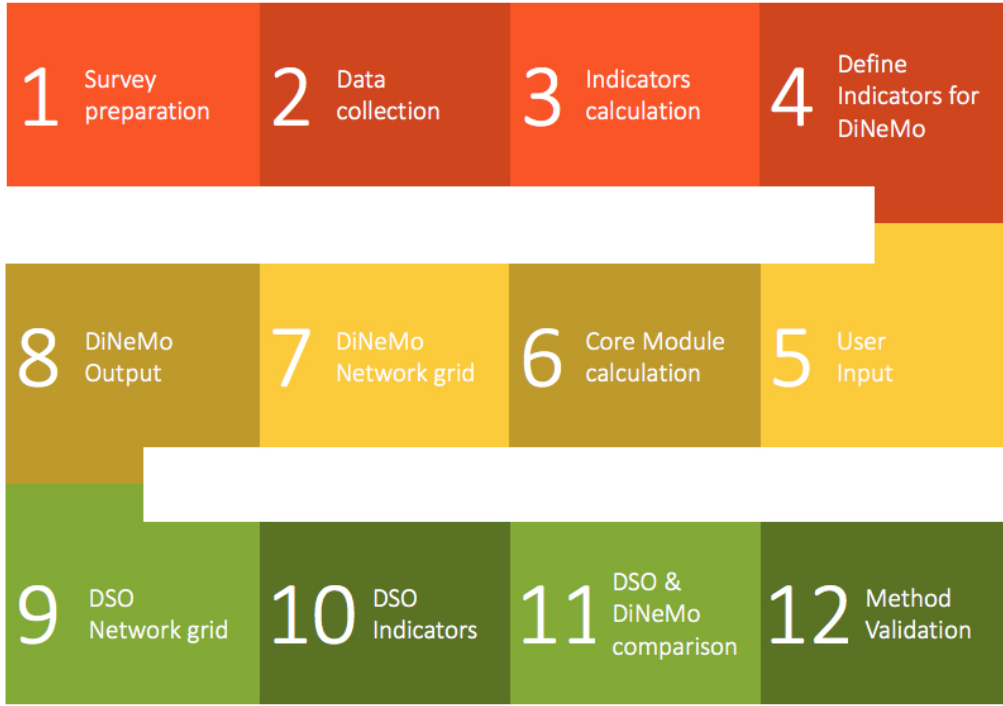 1
Survey
preparation
2
Data
collection
3
Indicators
calculation
4
Define
Indicators for
DiNeMo
5
User
Input
6
Core Module
calculation
7
DiNeMo
Network grid
8
DiNeMo
Output
9
DSO
Network grid
10
DSO
Indicators
11
DSO &
DiNeMo
comparison
12
Method
Validation